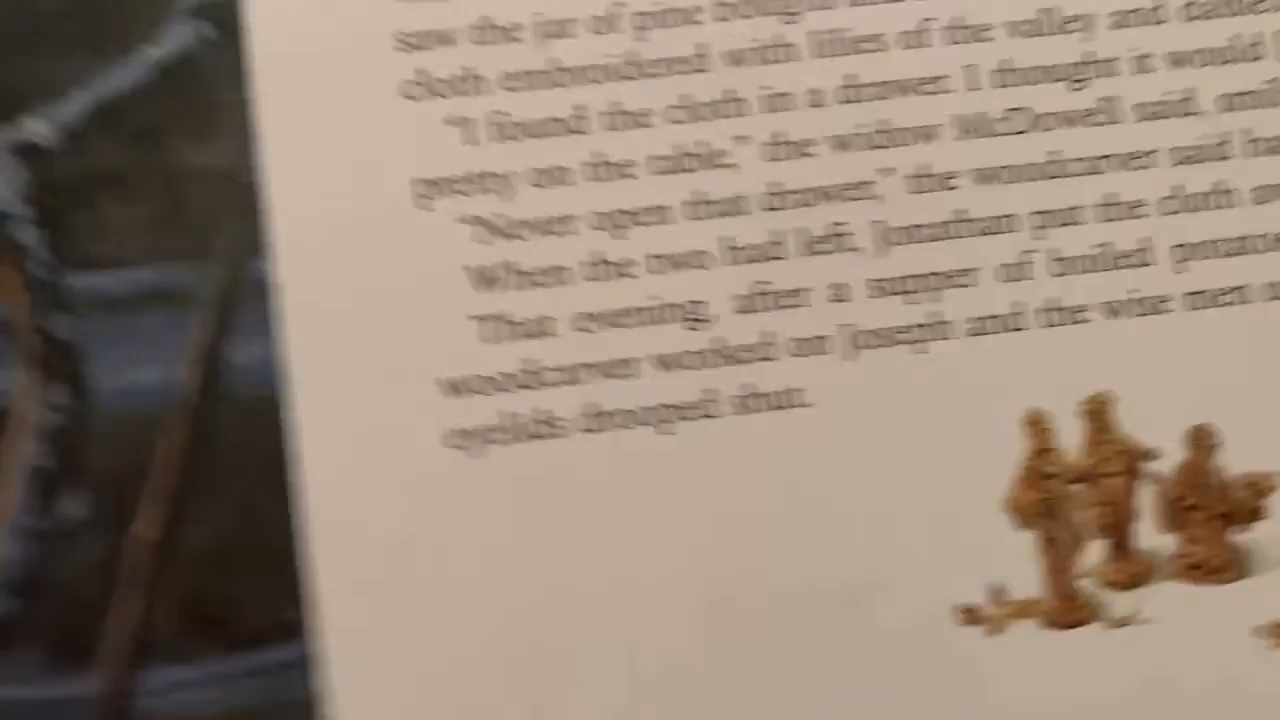 saw the jar of pine
cloth embroidered with lilies of the valley and
"I found the cloth in a drawer. I thought it would
pretty on the table," the widow McDowell said,
"Never open that drawer," the woodcarver said
When the two had left, Jonathan put the cloth
That evening, after a supper of boiled
woodcarver worked on Joseph and the wise men
eyelids drooped shut.